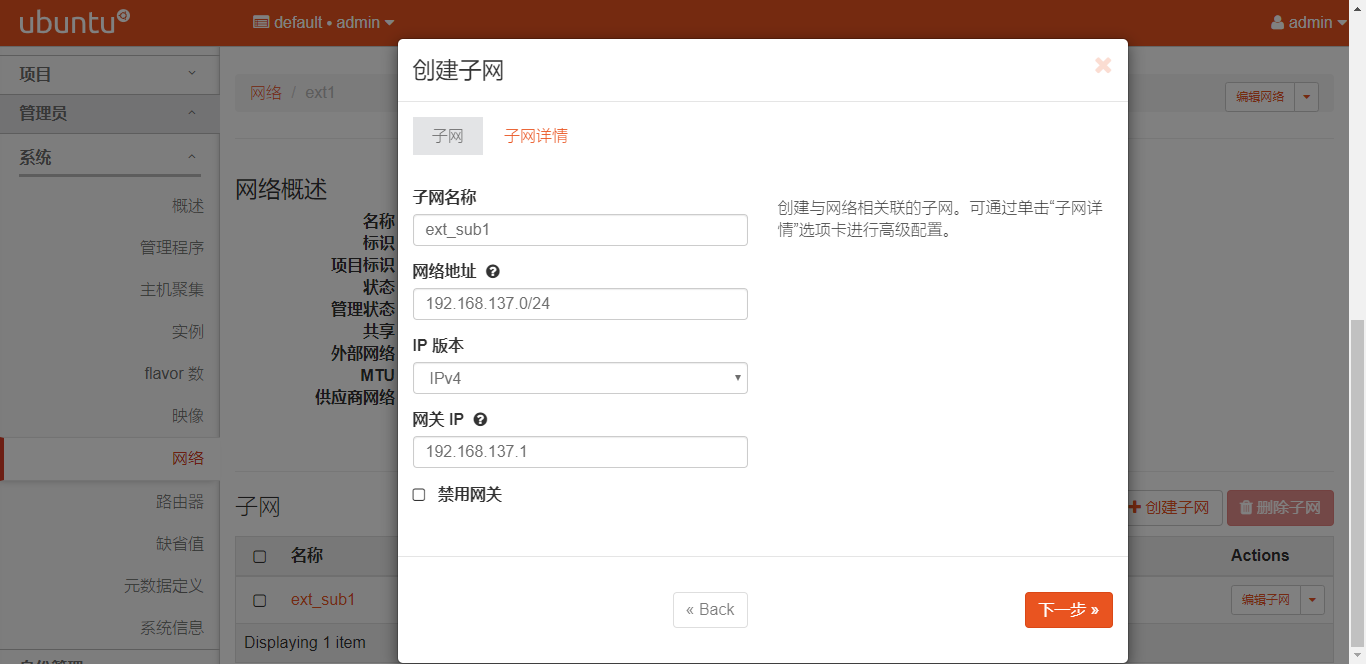 ubuntu
default • admin
admin
项目
管理员
系统
概述
管理程序
主机聚集
实例
flavor 数
映像
网络
路由器
缺省值
元数据定义
系统信息
网络 / ext1
编辑网络
网络概述
名称
标识
项目标识
状态
管理状态
共享
外部网络
MTU
供应商网络
子网
创建子网
删除子网
名称
Actions
ext_sub1
编辑子网
Displaying 1 item
创建子网
子网
子网详情
子网名称
ext_sub1
网络地址
192.168.137.0/24
IP 版本
IPv4
网关 IP
192.168.137.1
禁用网关
创建与网络相关联的子网。可通过单击“子网详
情”选项卡进行高级配置。
« Back
下一步 »